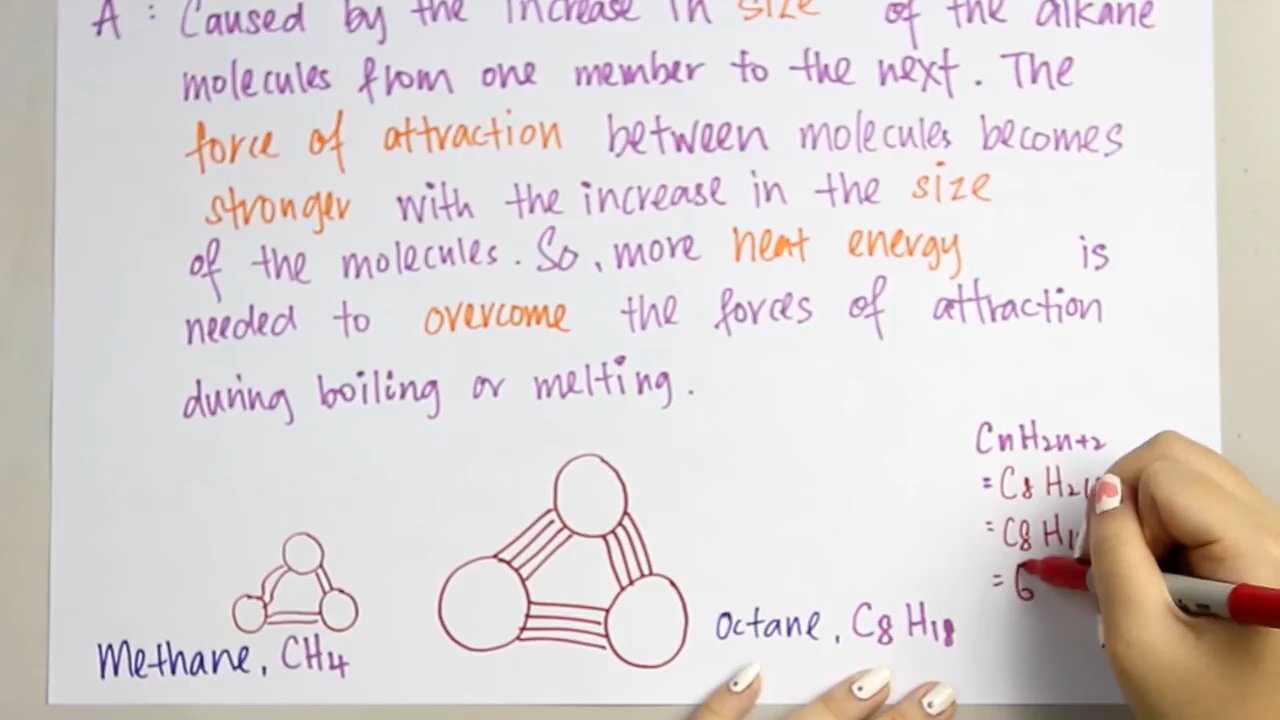 A : Caused by the increase in size of the alkane
molecules from one member to the next. The
force of attraction between molecules becomes
stronger with the increase in the size
of the molecules. So, more heat energy is
needed to overcome the forces of attraction
during boiling or melting.
CnH2n+2
= C8 H2
= C8 H1
=
Octane, C8 H18
Methane, CH4